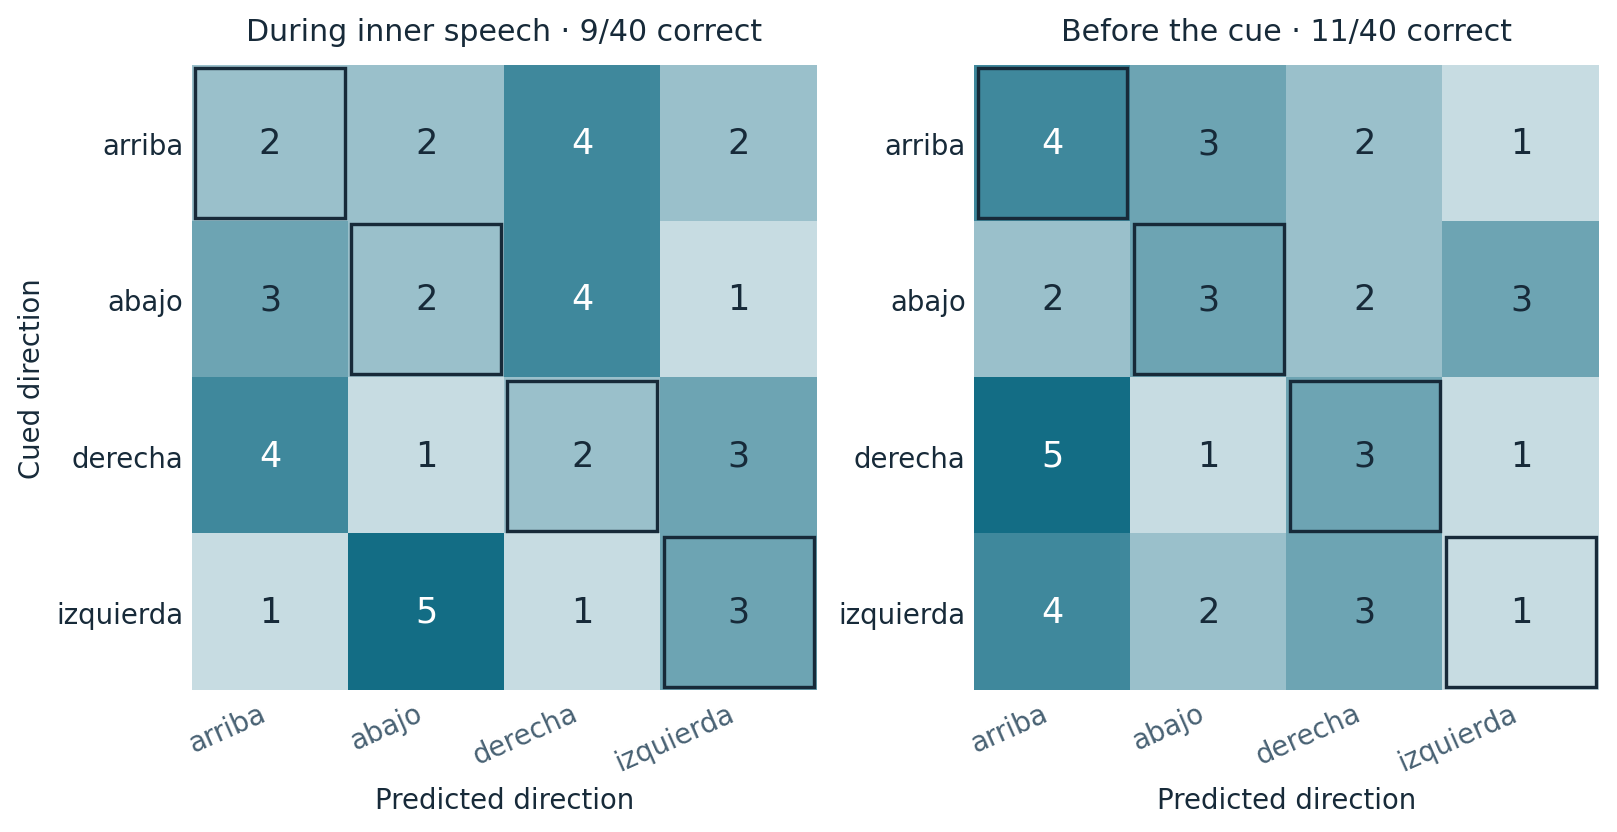 During inner speech · 9/40 correct
Cued direction
arriba 2 2 4 2
abajo 3 2 4 1
derecha 4 1 2 3
izquierda 1 5 1 3
arriba abajo derecha izquierda
Predicted direction
Before the cue · 11/40 correct
arriba 4 3 2 1
abajo 2 3 2 3
derecha 5 1 3 1
izquierda 4 2 3 1
arriba abajo derecha izquierda
Predicted direction